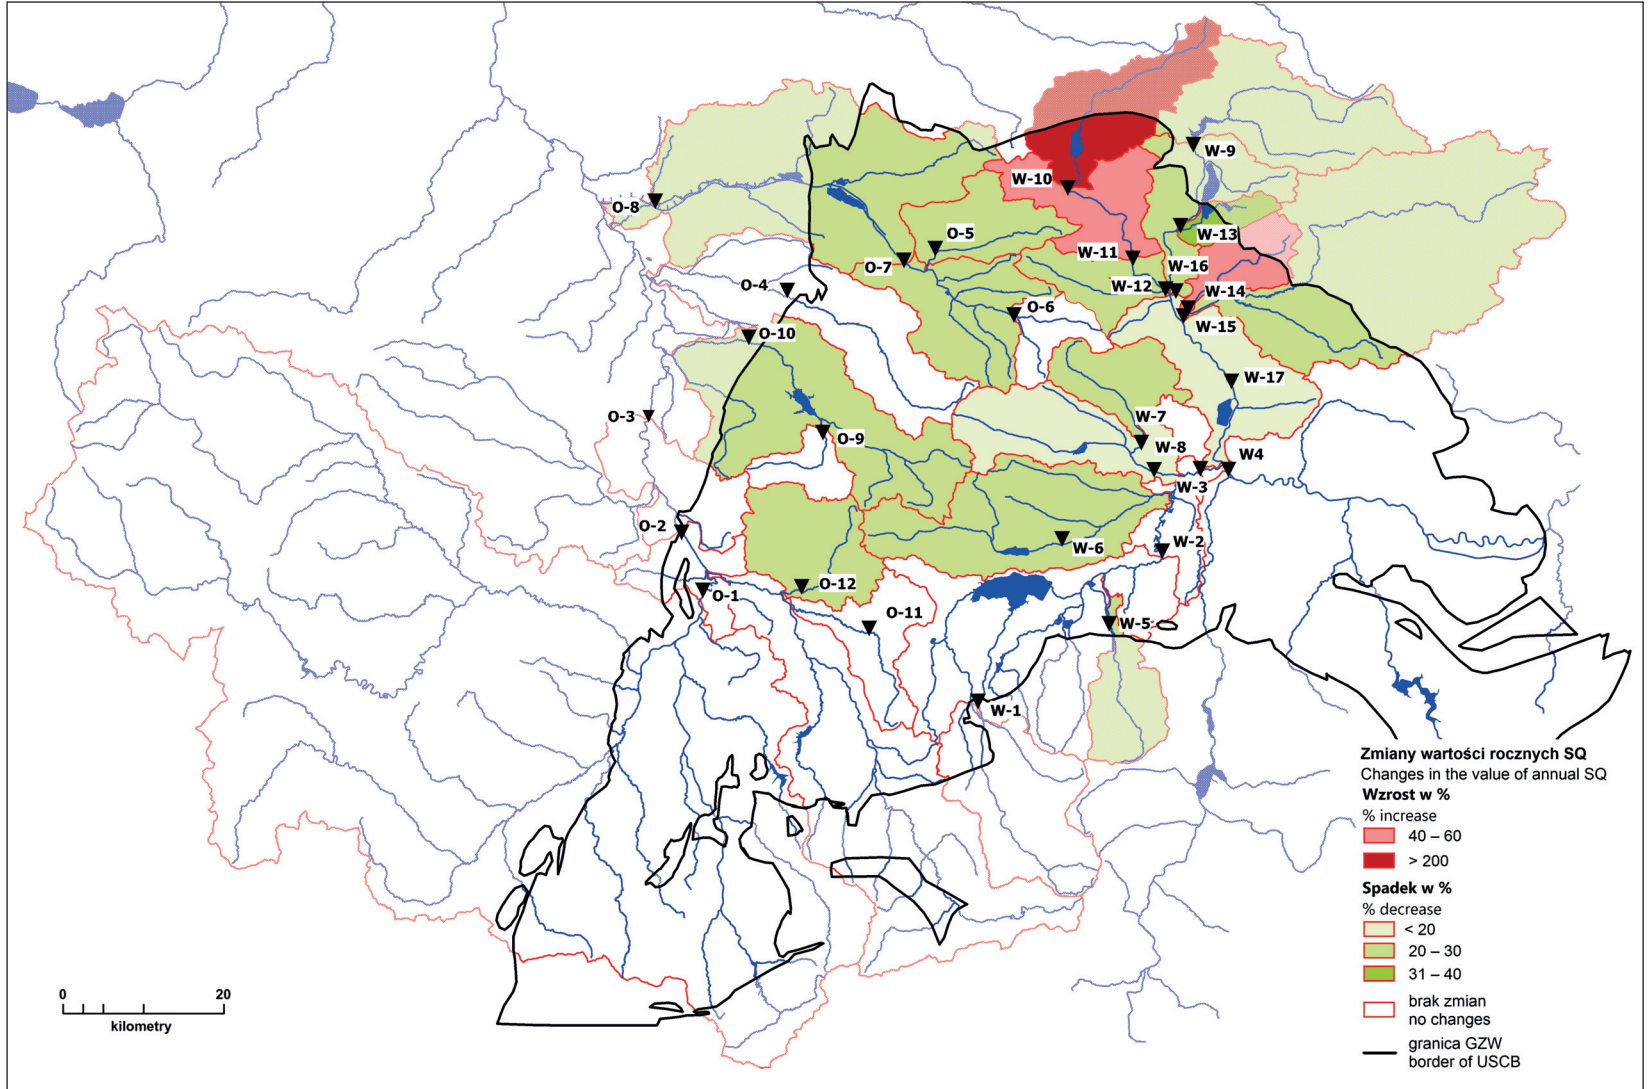 W-9
W-10
O-8
W-13
O-5
W-11
W-16
O-7
O-4
W-12
W-14
O-6
W-15
O-10
W-17
O-3
W-7
O-9
W-8
W4
W-3
O-2
W-2
W-6
O-12
O-1
O-11
W-5
W-1
Zmiany wartości rocznych SQ
Changes in the value of annual SQ
Wzrost w %
% increase
40 – 60
> 200
Spadek w %
% decrease
< 20
20 – 30
31 – 40
brak zmian
no changes
granica GZW
border of USCB
0 20
kilometry